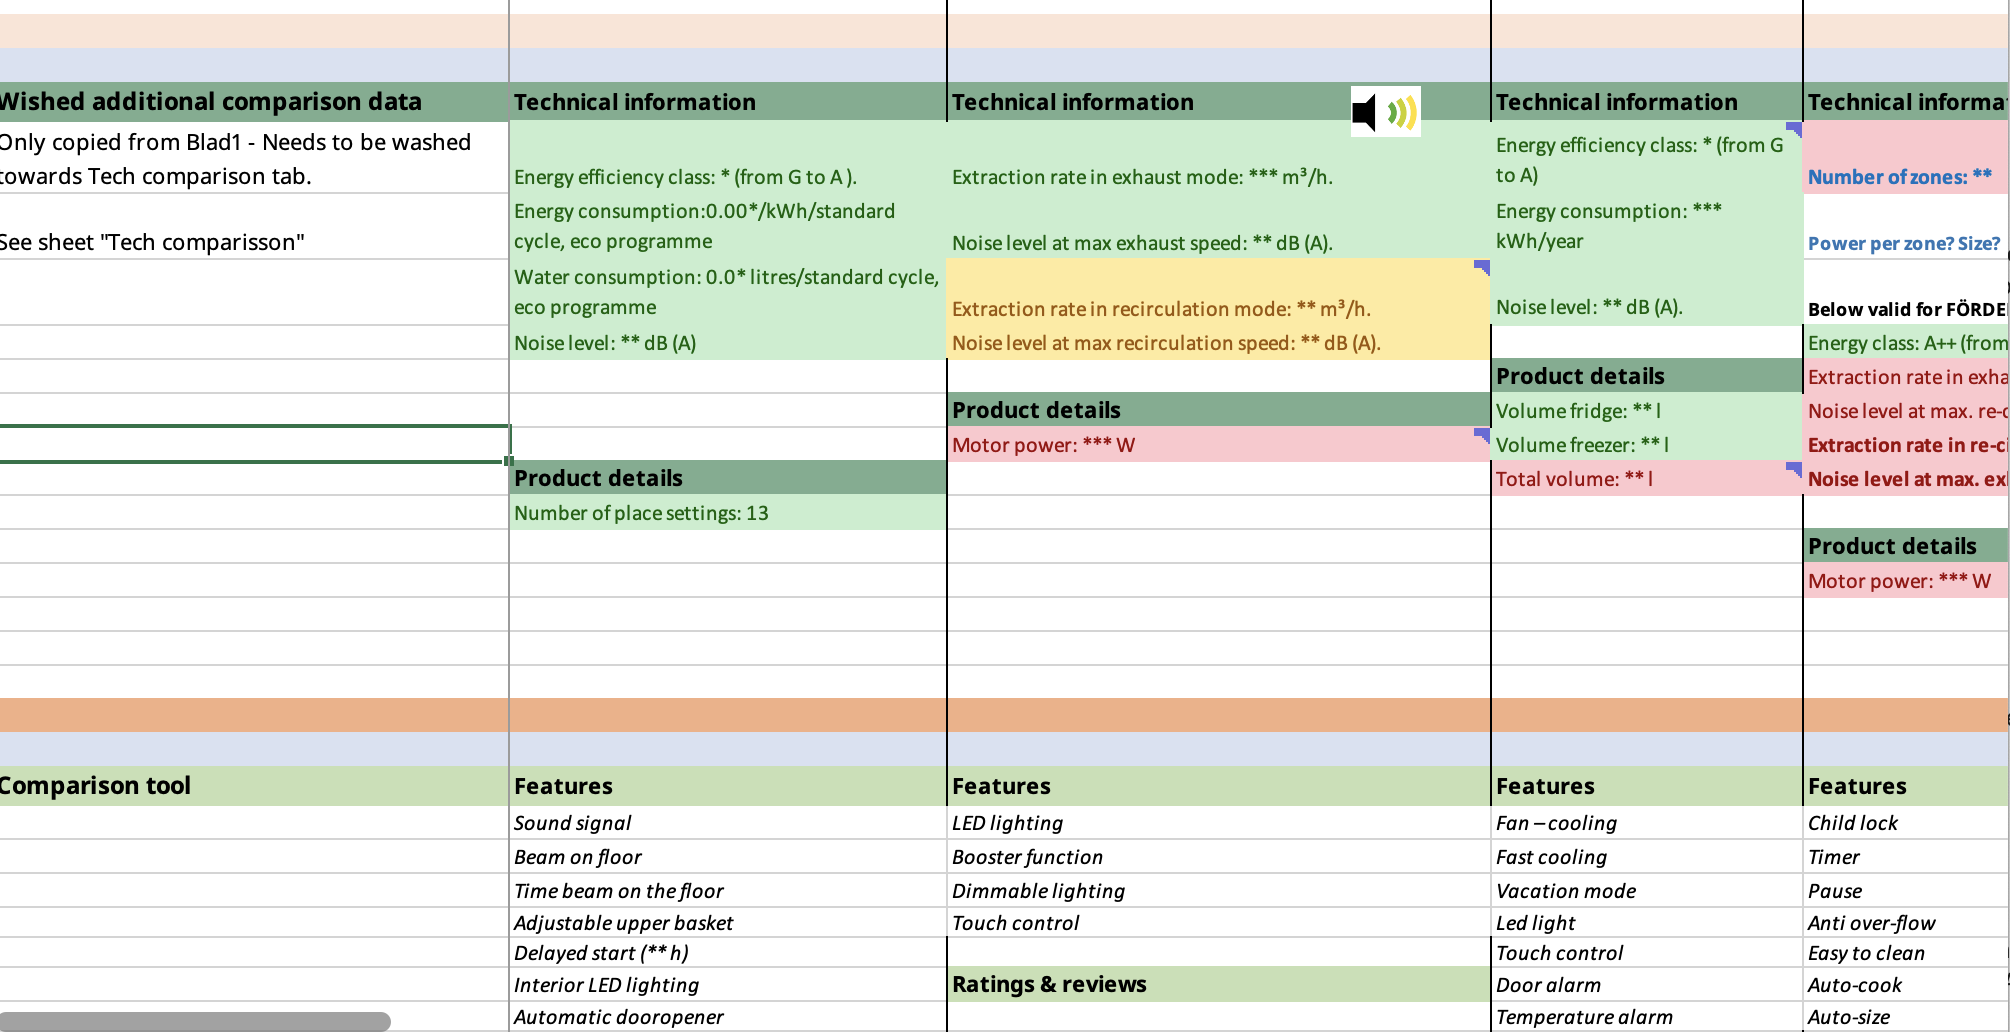 Wished additional comparison data
Technical information
Technical information
Technical information
Technical informa
Only copied from Blad1 - Needs to be washed
towards Tech comparison tab.
Energy efficiency class: * (from G to A ).
Extraction rate in exhaust mode: *** m³/h.
Energy efficiency class: * (from G
to A)
Number of zones: **
See sheet "Tech comparisson"
Energy consumption:0.00*/kWh/standard
cycle, eco programme
Noise level at max exhaust speed: ** dB (A).
Energy consumption: ***
kWh/year
Power per zone? Size?
Water consumption: 0.0* litres/standard cycle,
eco programme
Extraction rate in recirculation mode: ** m³/h.
Noise level: ** dB (A).
Below valid for FÖRDE
Noise level: ** dB (A)
Noise level at max recirculation speed: ** dB (A).
Energy class: A++ (from
Product details
Extraction rate in exha
Product details
Volume fridge: ** l
Noise level at max. re-c
Motor power: *** W
Volume freezer: ** l
Extraction rate in re-ci
Product details
Total volume: ** l
Noise level at max. ex
Number of place settings: 13
Product details
Motor power: *** W
Comparison tool
Features
Features
Features
Features
Sound signal
LED lighting
Fan – cooling
Child lock
Beam on floor
Booster function
Fast cooling
Timer
Time beam on the floor
Dimmable lighting
Vacation mode
Pause
Adjustable upper basket
Touch control
Led light
Anti over-flow
Delayed start (** h)
Touch control
Easy to clean
Interior LED lighting
Ratings & reviews
Door alarm
Auto-cook
Automatic dooropener
Temperature alarm
Auto-size